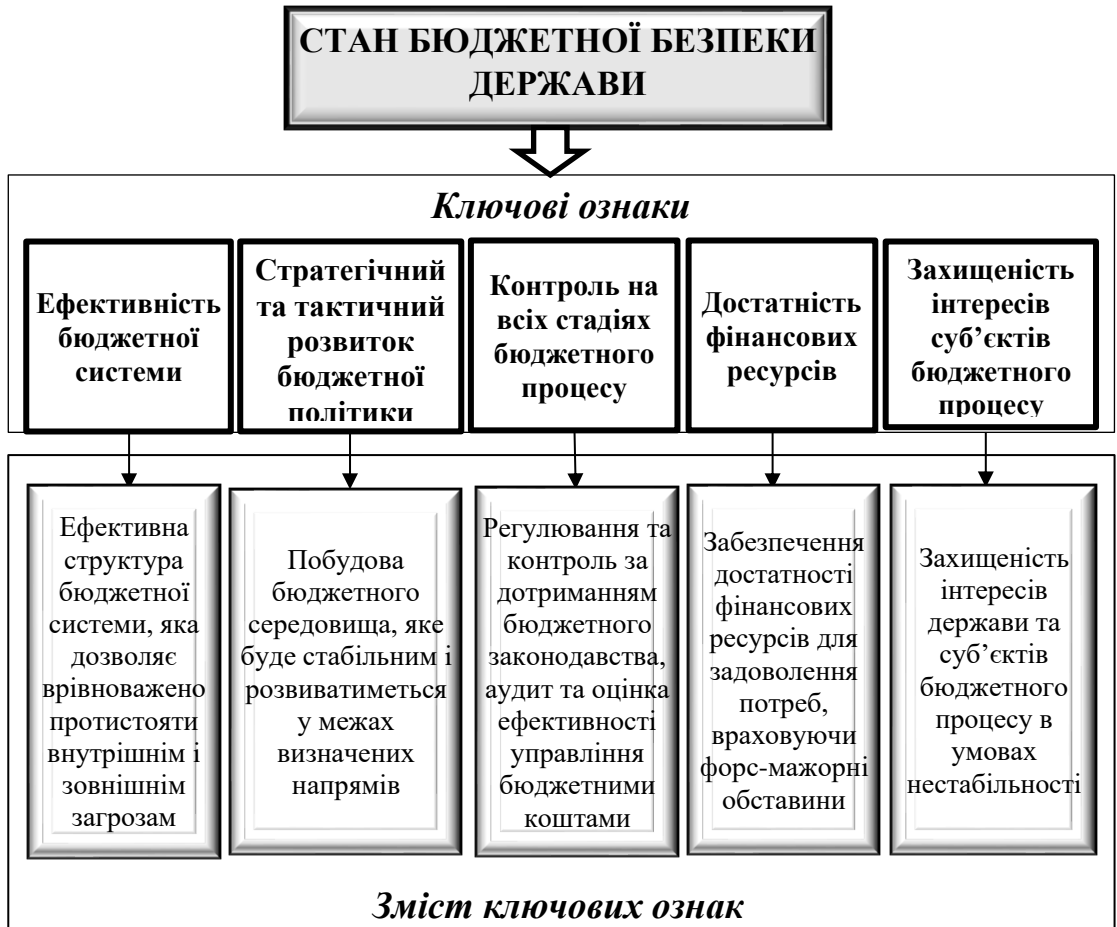 СТАН БЮДЖЕТНОЇ БЕЗПЕКИ
ДЕРЖАВИ
Ключові ознаки
Ефективність
бюджетної
системи
Стратегічний
та тактичний
розвиток
бюджетної
політики
Контроль на
всіх стадіях
бюджетного
процесу
Достатність
фінансових
ресурсів
Захищеність
інтересів
суб’єктів
бюджетного
процесу
Ефективна
структура
бюджетної
системи, яка
дозволяє
врівноважено
протистояти
внутрішнім і
зовнішнім
загрозам
Побудова
бюджетного
середовища, яке
буде стабільним і
розвиватиметься
у межах
визначених
напрямів
Регулювання та
контроль за
дотриманням
бюджетного
законодавства,
аудит та оцінка
ефективності
управління
бюджетними
коштами
Забезпечення
достатності
фінансових
ресурсів для
задоволення
потреб,
враховуючи
форс-мажорні
обставини
Захищеність
інтересів
держави та
суб’єктів
бюджетного
процесу в
умовах
нестабільності
Зміст ключових ознак